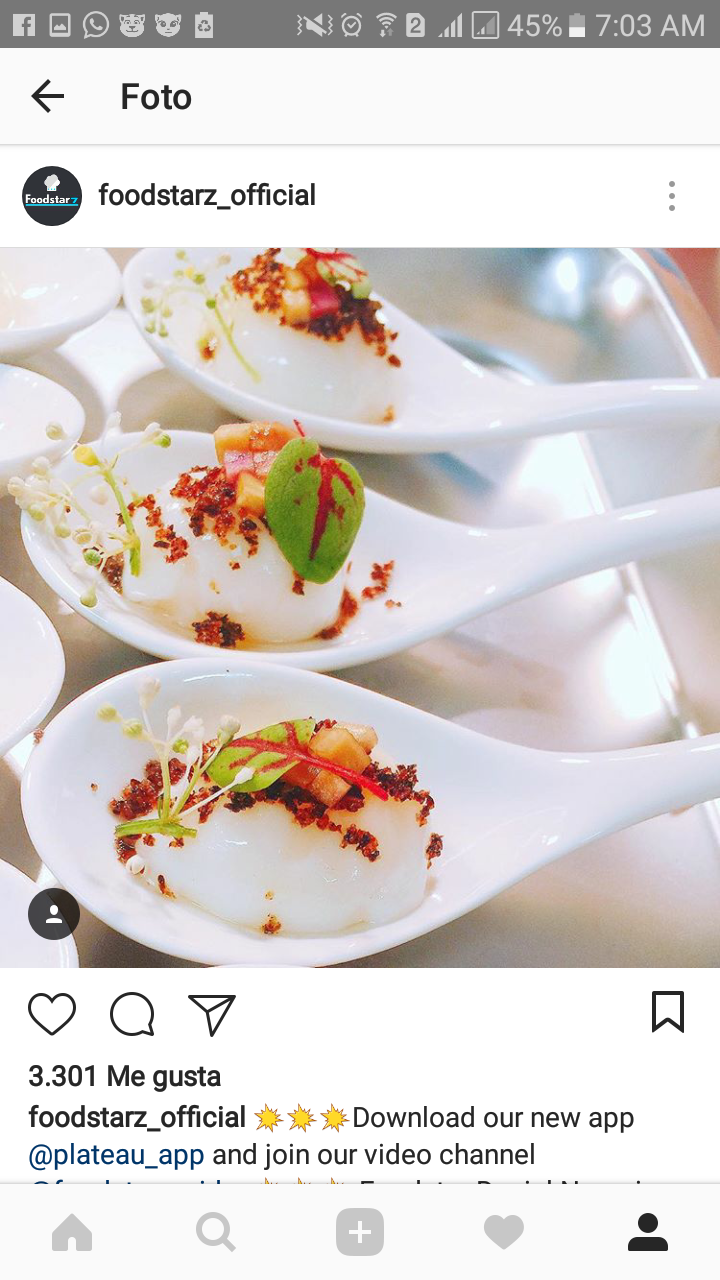 2 45% 7:03 AM
Foto
Foodstarz
foodstarz_official
3.301 Me gusta
foodstarz_official 💥💥💥Download our new app
@plateau_app and join our video channel